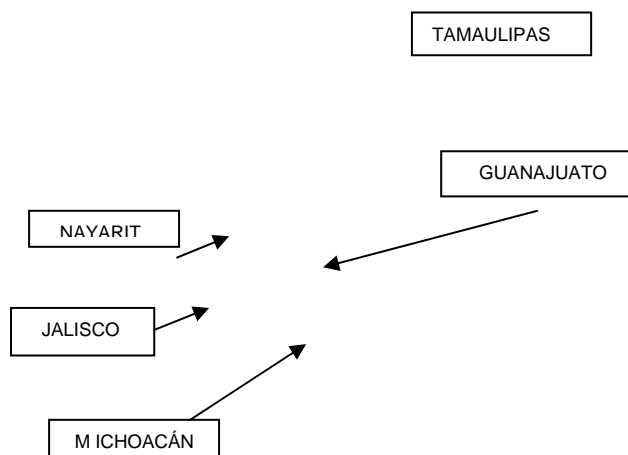 TAMAULIPAS
GUANAJUATO
NAYARIT
JALISCO
M ICHOACÁN